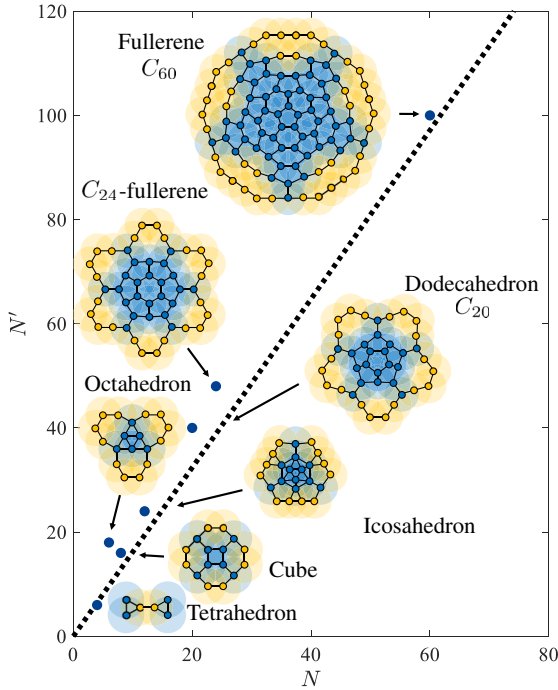 120
100
80
60
40
20
0
N′
Fullerene
C60
C24-fullerene
Dodecahedron
C20
Octahedron
Icosahedron
Cube
Tetrahedron
0 20 40 60 80
N